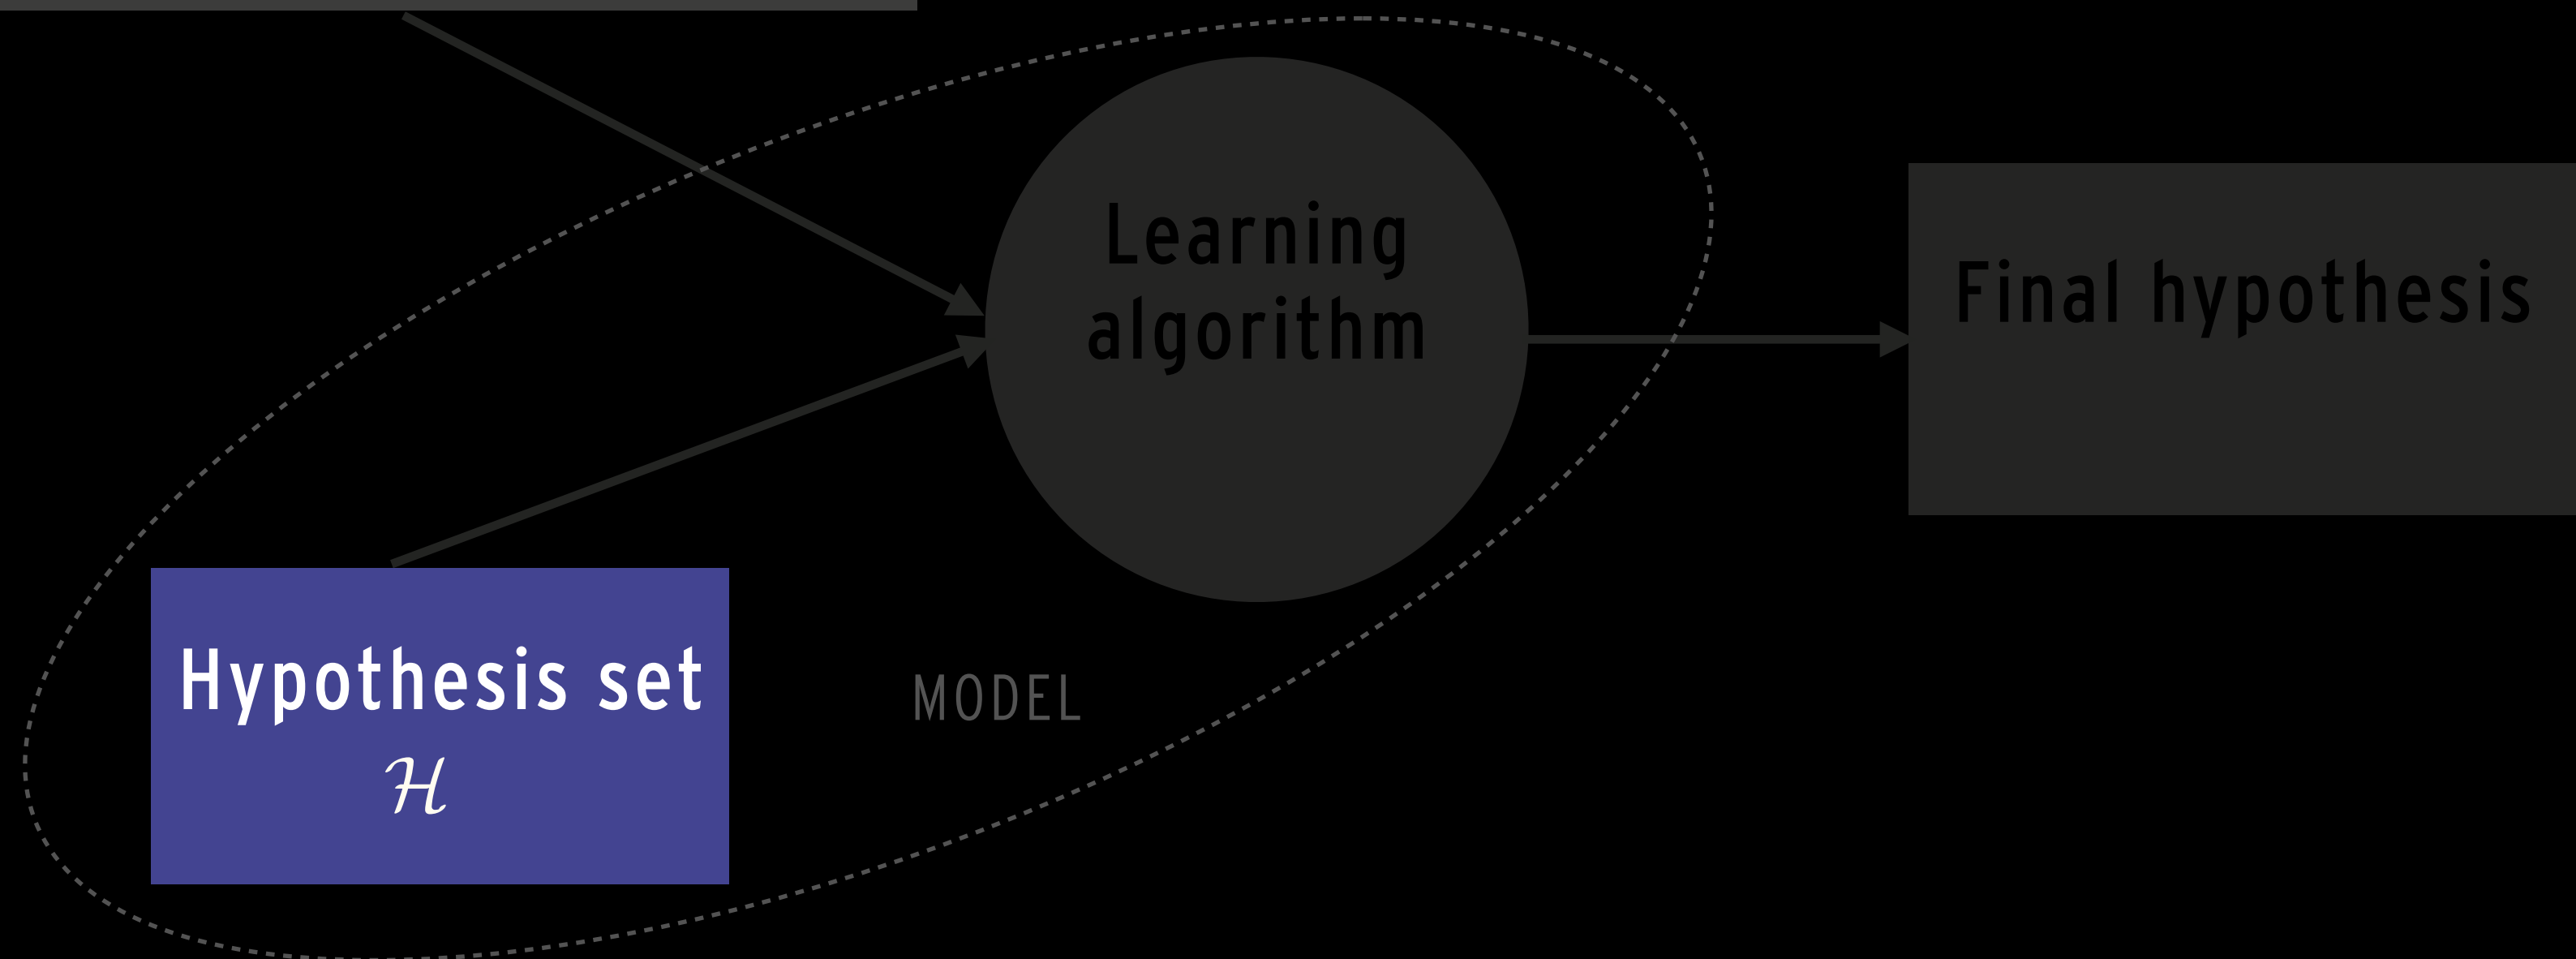 Learning
algorithm
Final hypothesis
Hypothesis set
ℋ
MODEL